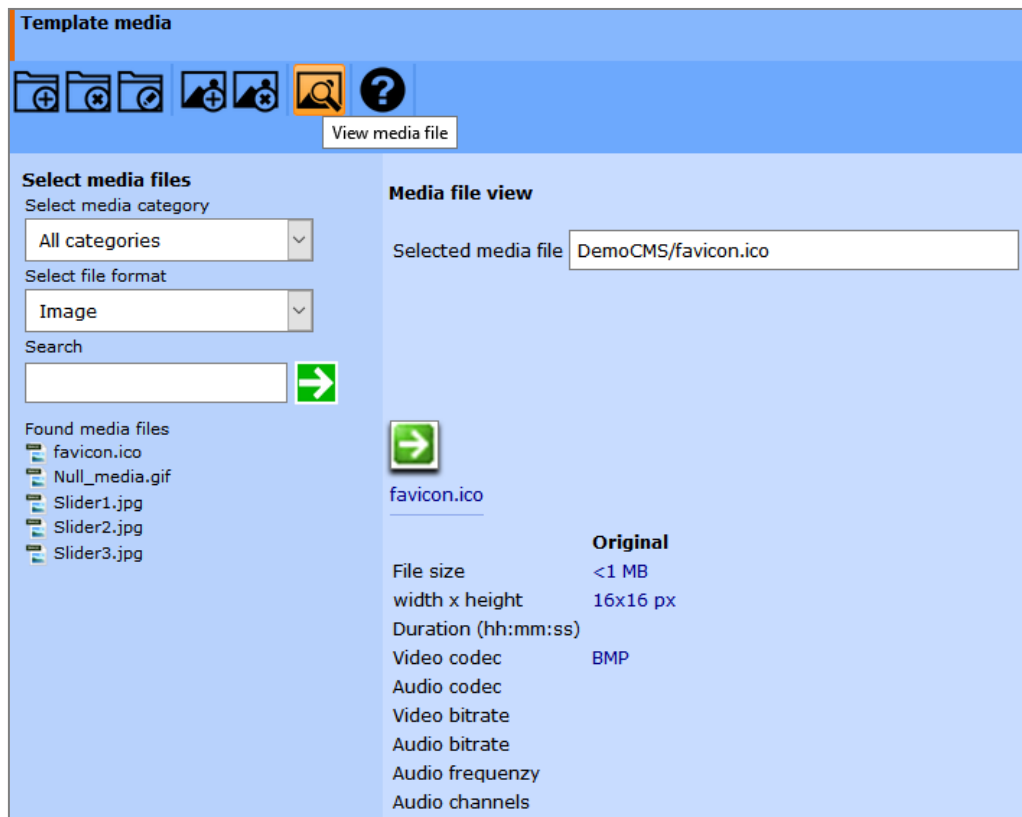 Template media
View media file
Select media files
Select media category
All categories
Select file format
Image
Search
Found media files
favicon.ico
Null_media.gif
Slider1.jpg
Slider2.jpg
Slider3.jpg
Media file view
Selected media file DemoCMS/favicon.ico
favicon.ico
Original
File size <1 MB
width x height 16x16 px
Duration (hh:mm:ss)
Video codec BMP
Audio codec
Video bitrate
Audio bitrate
Audio frequenzy
Audio channels